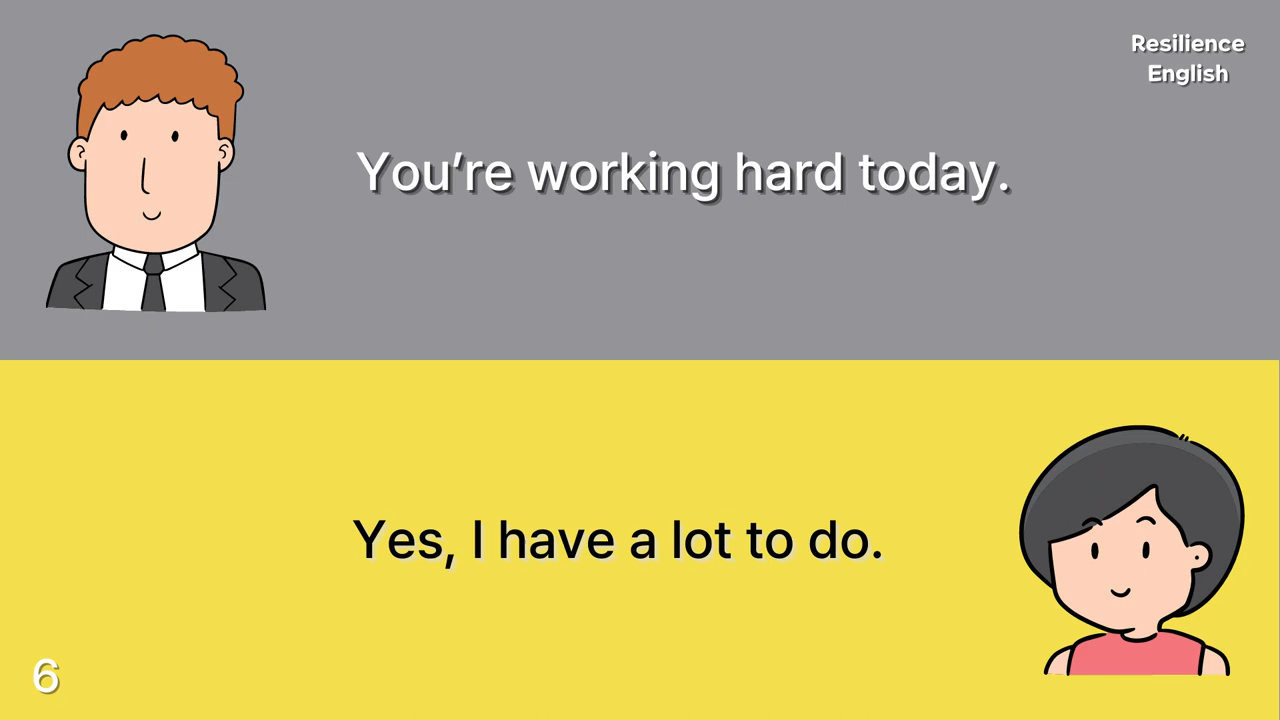 Resilience
English
You’re working hard today.
Yes, I have a lot to do.
6